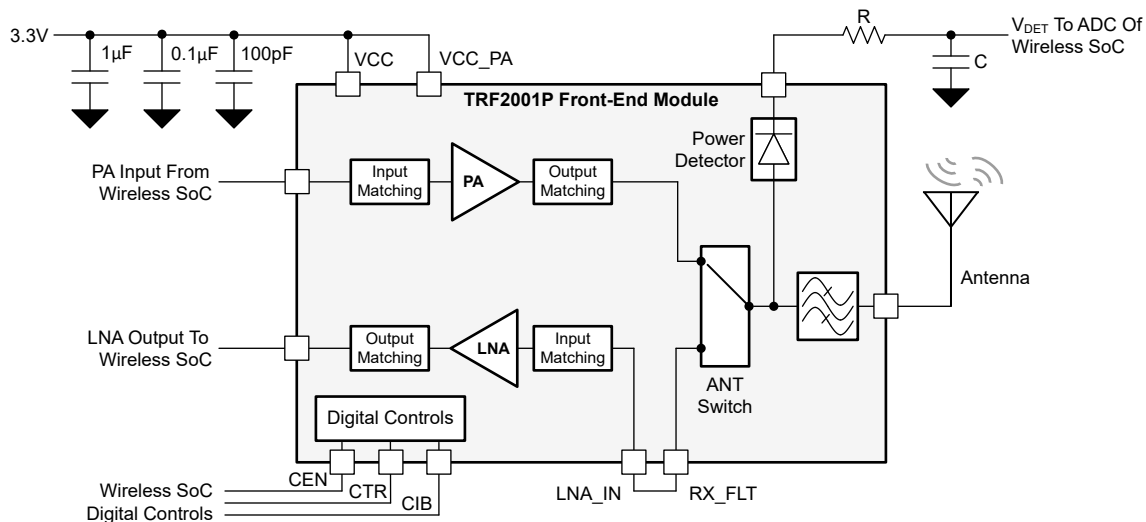 3.3V
1µF
0.1µF
100pF
VCC
VCC_PA
R
C
VDET To ADC Of
Wireless SoC
TRF2001P Front-End Module
Power
Detector
PA Input From
Wireless SoC
Input
Matching
PA
Output
Matching
Antenna
LNA Output To
Wireless SoC
Output
Matching
LNA
Input
Matching
ANT
Switch
Digital Controls
CEN
CTR
CIB
LNA_IN
RX_FLT
Wireless SoC
Digital Controls